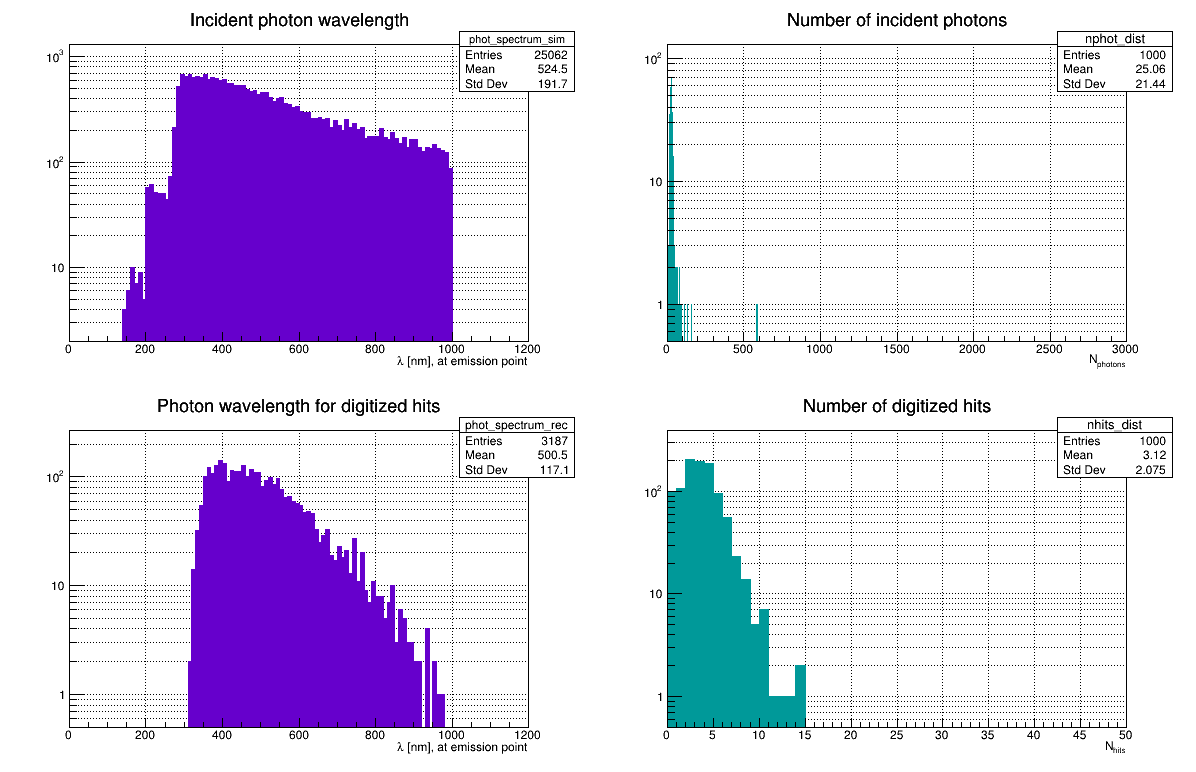 Incident photon wavelength
phot_spectrum_sim
Entries 25062
Mean 524.5
Std Dev 191.7
10³
10²
10
0 200 400 600 800 1000 1200
λ [nm], at emission point
Number of incident photons
nphot_dist
Entries 1000
Mean 25.06
Std Dev 21.44
10²
10
1
0 500 1000 1500 2000 2500 3000
N_photons
Photon wavelength for digitized hits
phot_spectrum_rec
Entries 3187
Mean 500.5
Std Dev 117.1
10²
10
1
0 200 400 600 800 1000 1200
λ [nm], at emission point
Number of digitized hits
nhits_dist
Entries 1000
Mean 3.12
Std Dev 2.075
10²
10
1
0 5 10 15 20 25 30 35 40 45 50
N_hits